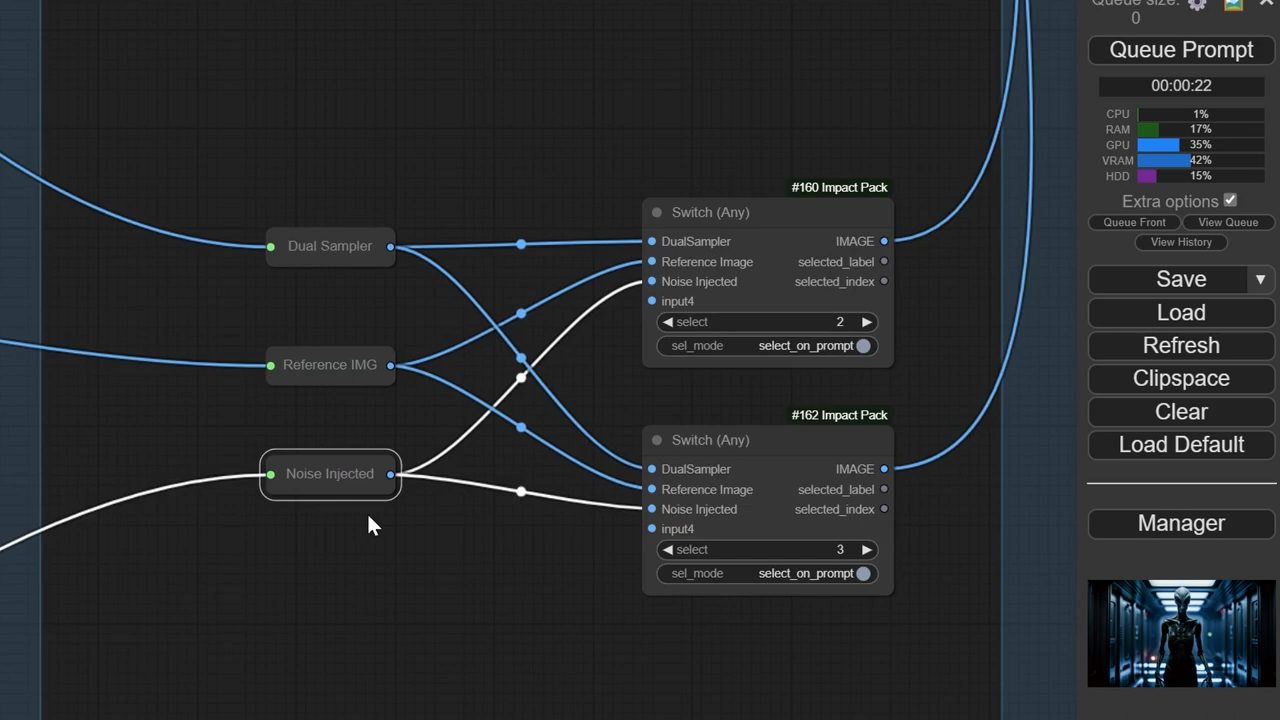 Queue size:
0
Queue Prompt
00:00:22
CPU 1%
RAM 17%
GPU 35%
VRAM 42%
HDD 15%
Extra options
Queue Front View Queue
View History
Save ▼
Load
Refresh
Clipspace
Clear
Load Default
Manager
Dual Sampler
Reference IMG
Noise Injected
#160 Impact Pack
Switch (Any)
DualSampler IMAGE
Reference Image selected_label
Noise Injected selected_index
input4
select 2
sel_mode select_on_prompt
#162 Impact Pack
Switch (Any)
DualSampler IMAGE
Reference Image selected_label
Noise Injected selected_index
input4
select 3
sel_mode select_on_prompt